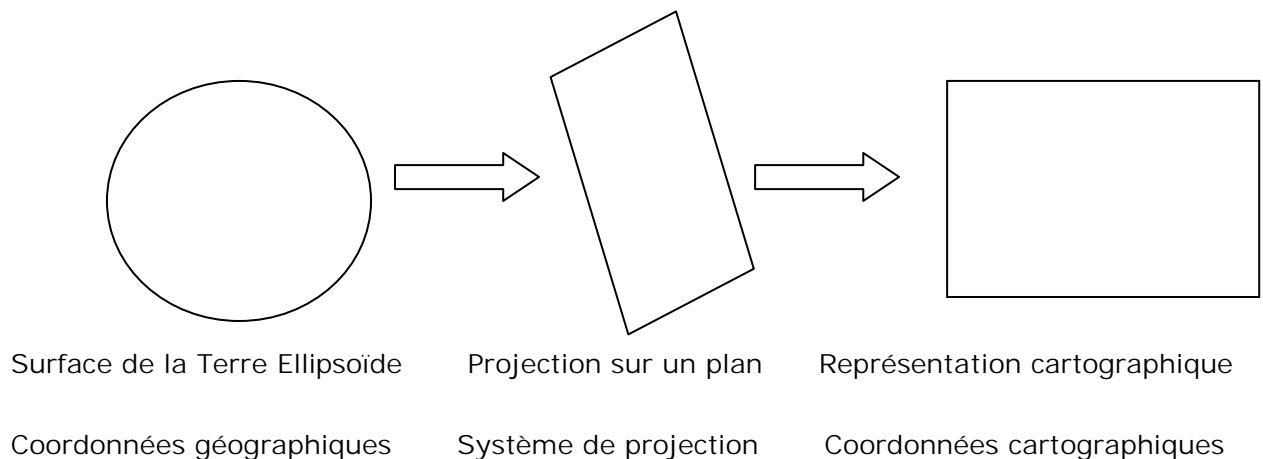 Surface de la Terre Ellipsoïde Projection sur un plan Représentation cartographique
Coordonnées géographiques Système de projection Coordonnées cartographiques